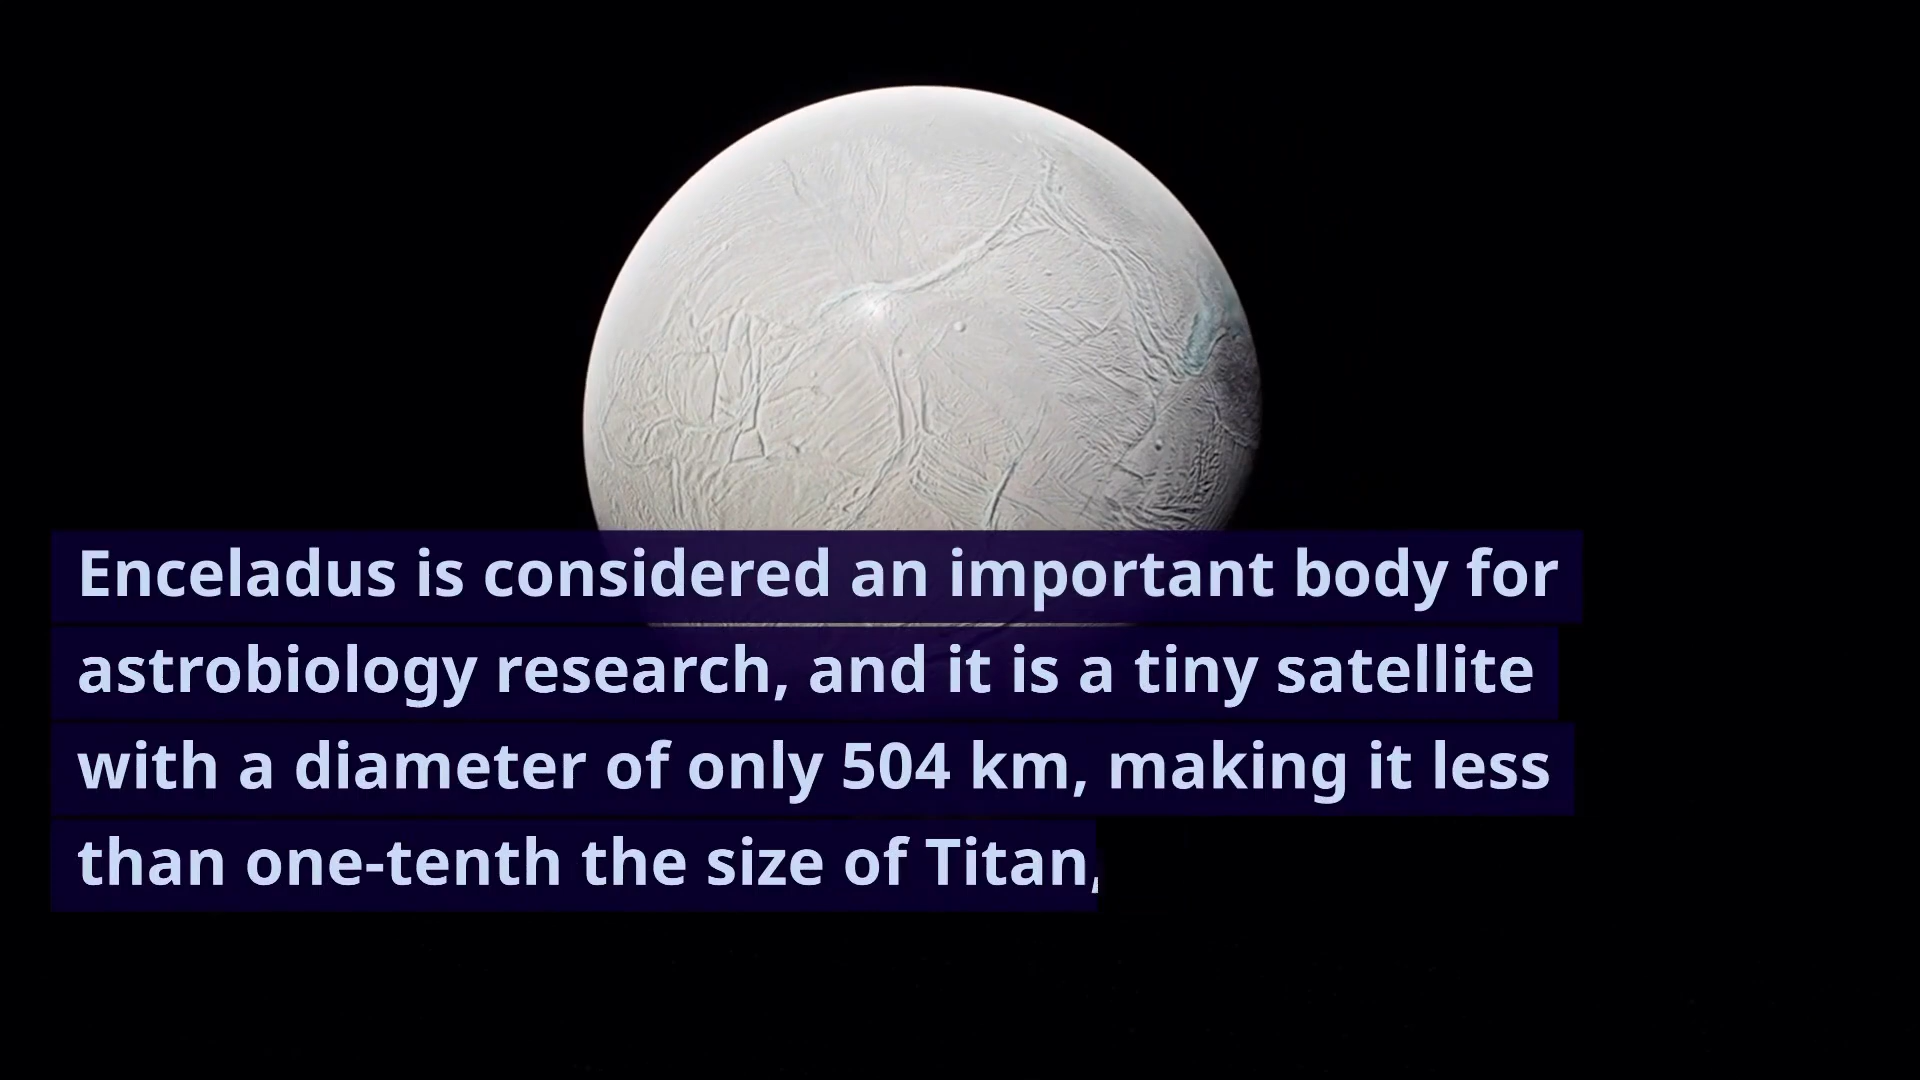 Enceladus is considered an important body for
astrobiology research, and it is a tiny satellite
with a diameter of only 504 km, making it less
than one-tenth the size of Titan,